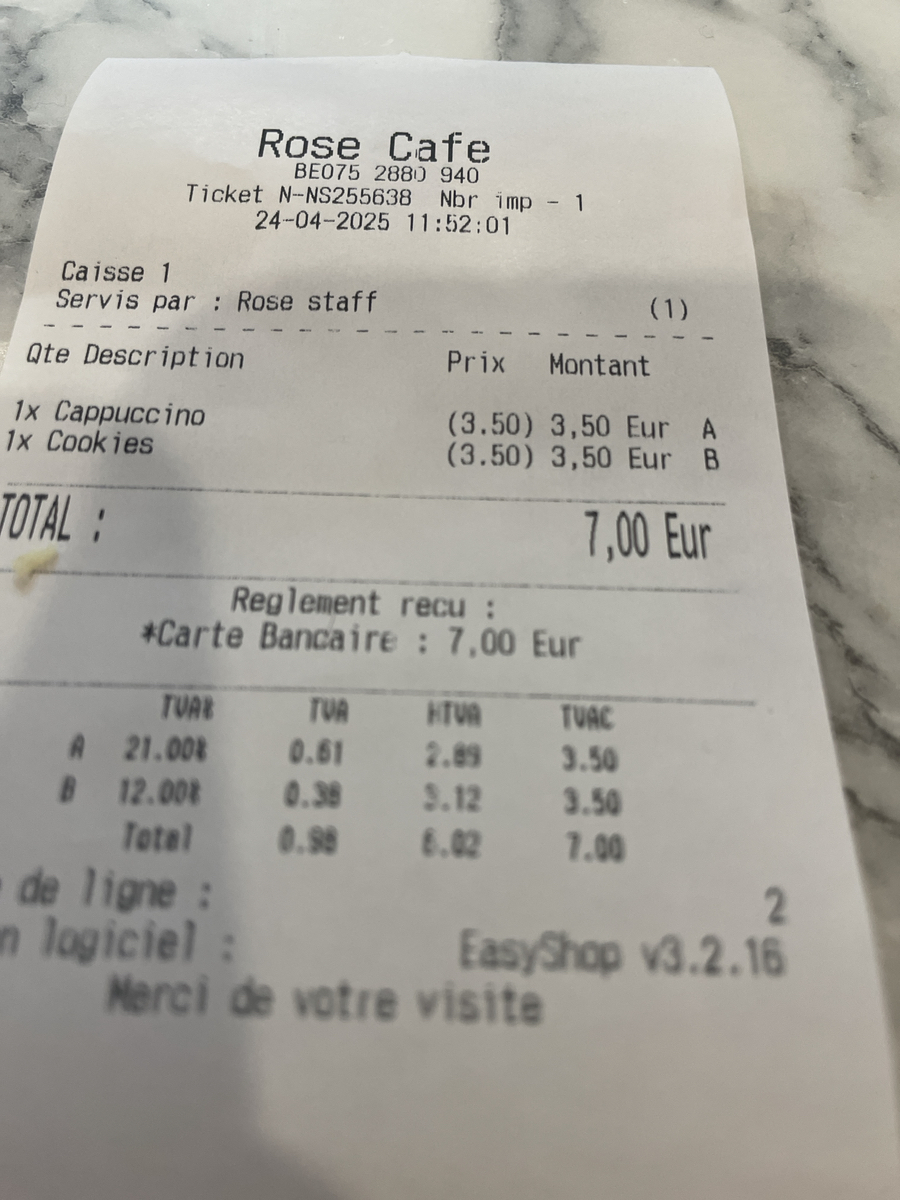 Rose Cafe
BE075 2880 940
Ticket N-NS255638 Nbr imp - 1
24-04-2025 11:52:01
Caisse 1
Servis par : Rose staff (1)
Qte Description Prix Montant
1x Cappuccino (3.50) 3,50 Eur A
1x Cookies (3.50) 3,50 Eur B
TOTAL : 7,00 Eur
Reglement recu :
*Carte Bancaire : 7,00 Eur
TVA% TVA HTVA TVAC
A 21.00% 0.61 2.89 3.50
B 12.00% 0.38 3.12 3.50
Total 0.98 6.02 7.00
de ligne : 2
n logiciel : EasyShop v3.2.16
Merci de votre visite